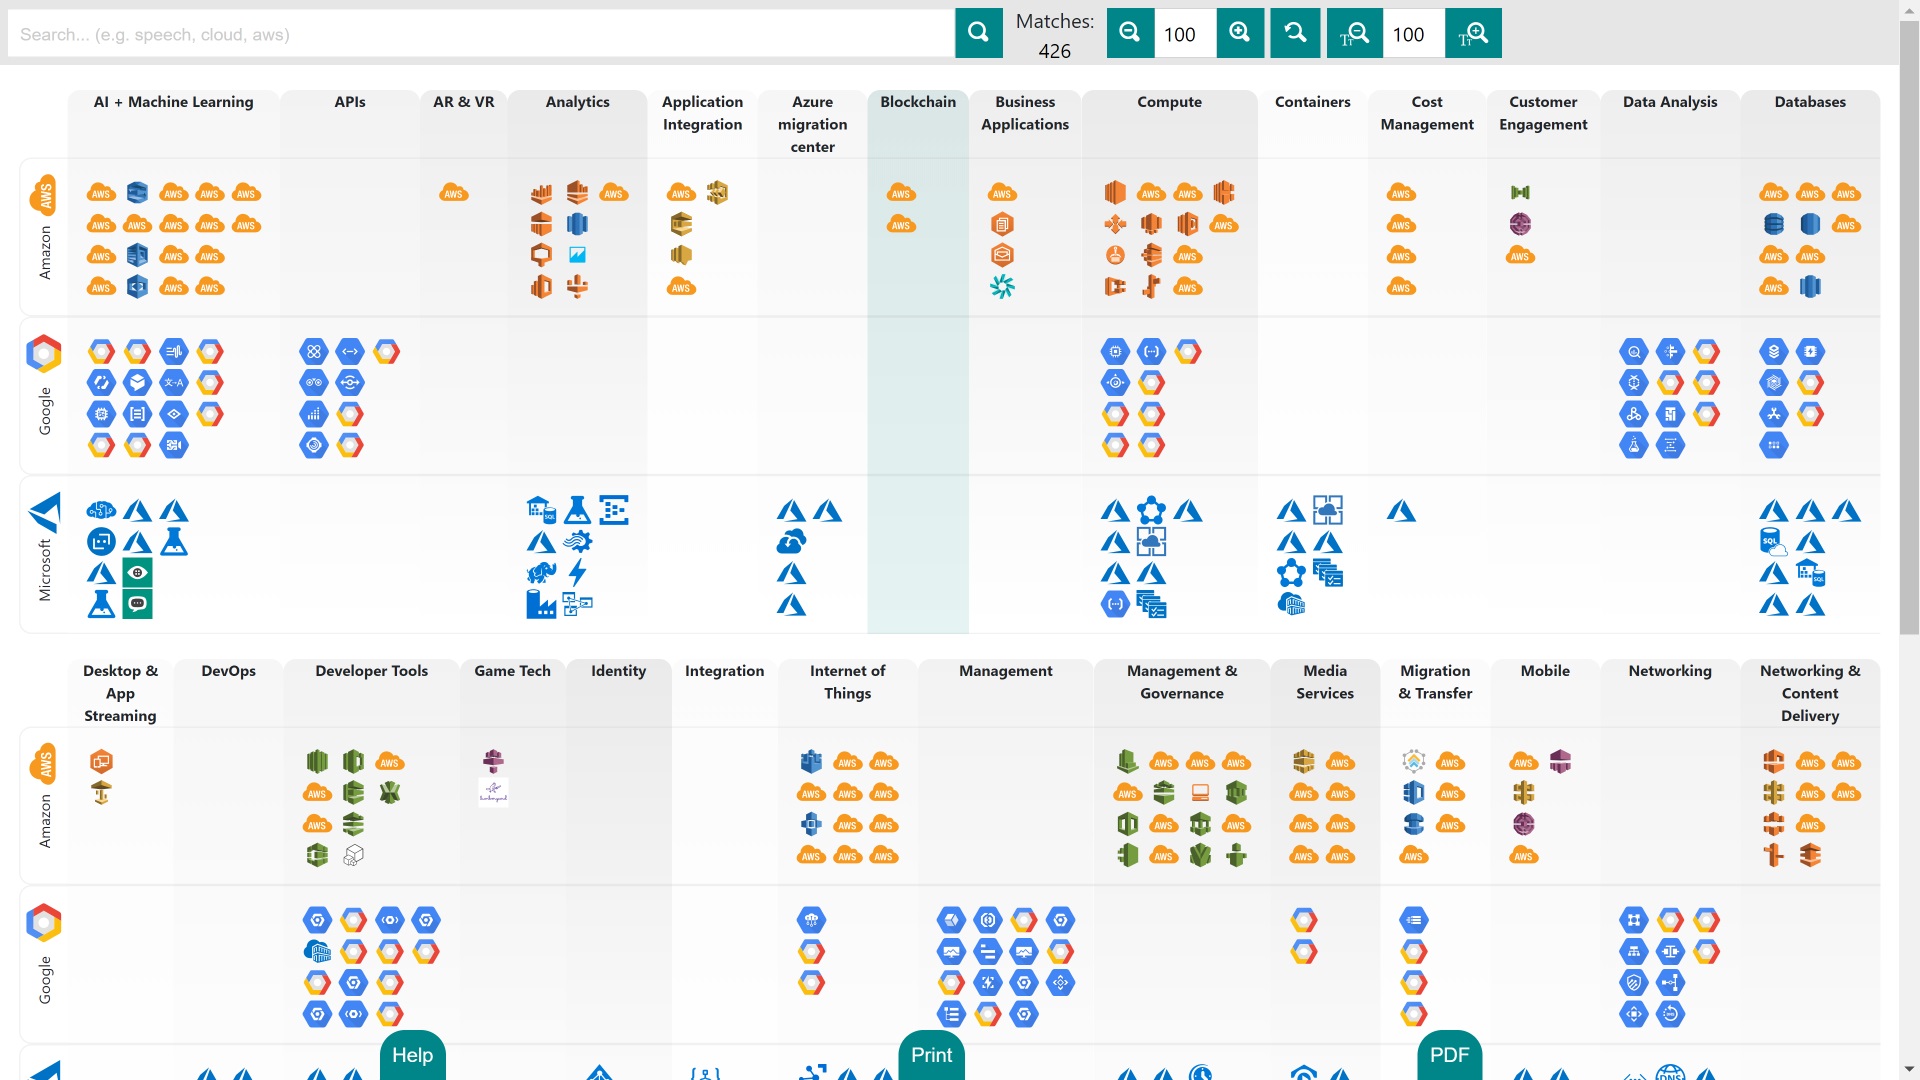 Search... (e.g. speech, cloud, aws)
Matches:
426
100
100
AI + Machine Learning
APIs
AR & VR
Analytics
Application
Integration
Azure
migration
center
Blockchain
Business
Applications
Compute
Containers
Cost
Management
Customer
Engagement
Data Analysis
Databases
AWS
Amazon
Google
Microsoft
Desktop &
App
Streaming
DevOps
Developer Tools
Game Tech
Identity
Integration
Internet of
Things
Management
Management &
Governance
Media
Services
Migration
& Transfer
Mobile
Networking
Networking &
Content
Delivery
AWS
Amazon
Google
Help
Print
PDF